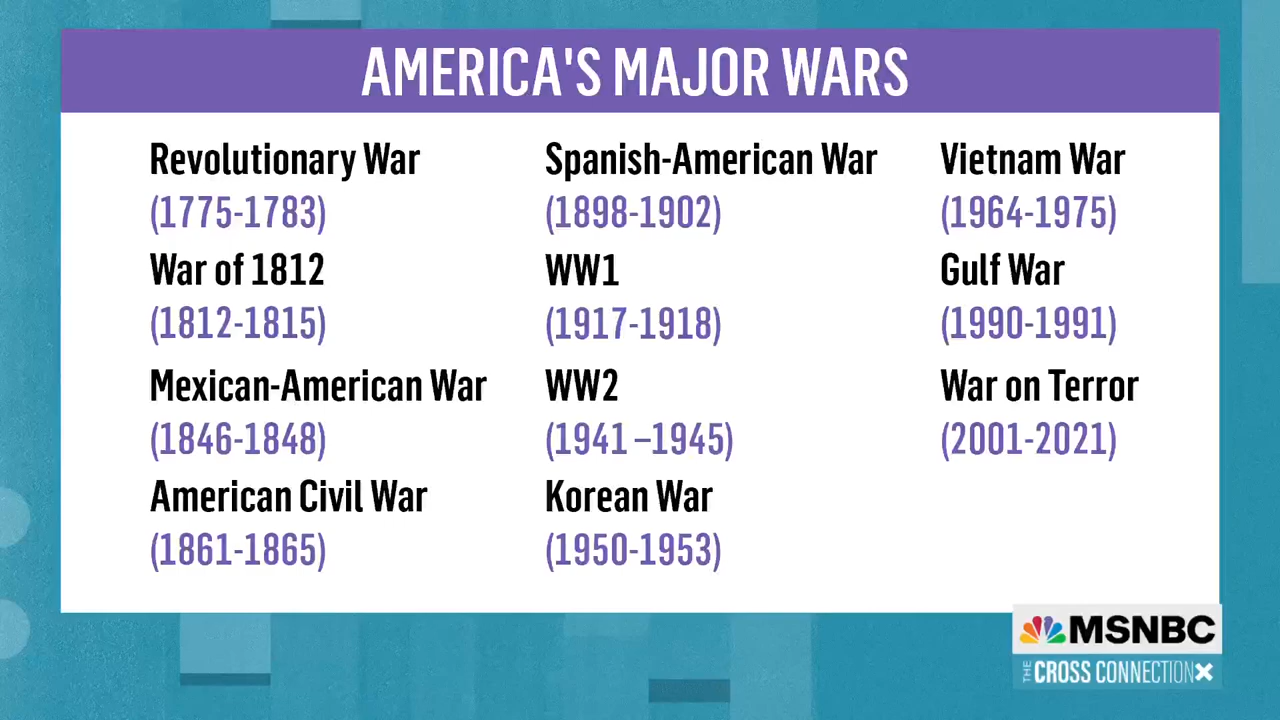 AMERICA'S MAJOR WARS
Revolutionary War
(1775-1783)
War of 1812
(1812-1815)
Mexican-American War
(1846-1848)
American Civil War
(1861-1865)
Spanish-American War
(1898-1902)
WW1
(1917-1918)
WW2
(1941 –1945)
Korean War
(1950-1953)
Vietnam War
(1964-1975)
Gulf War
(1990-1991)
War on Terror
(2001-2021)
MSNBC
THE CROSS CONNECTION